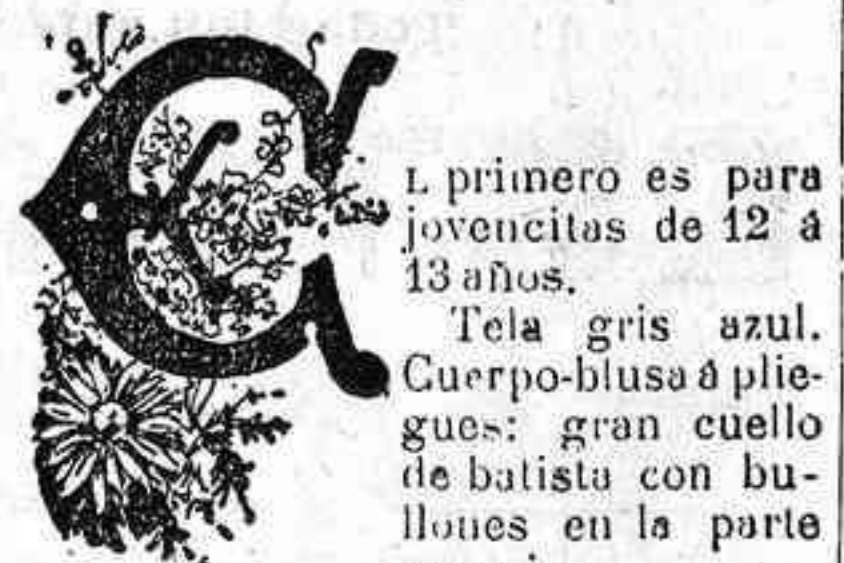 EL primero es para
jovencitas de 12 á
13 años.
Tela gris azul.
Cuerpo-blusa á plie-
gues: gran cuello
de batista con bu-
llones en la parte